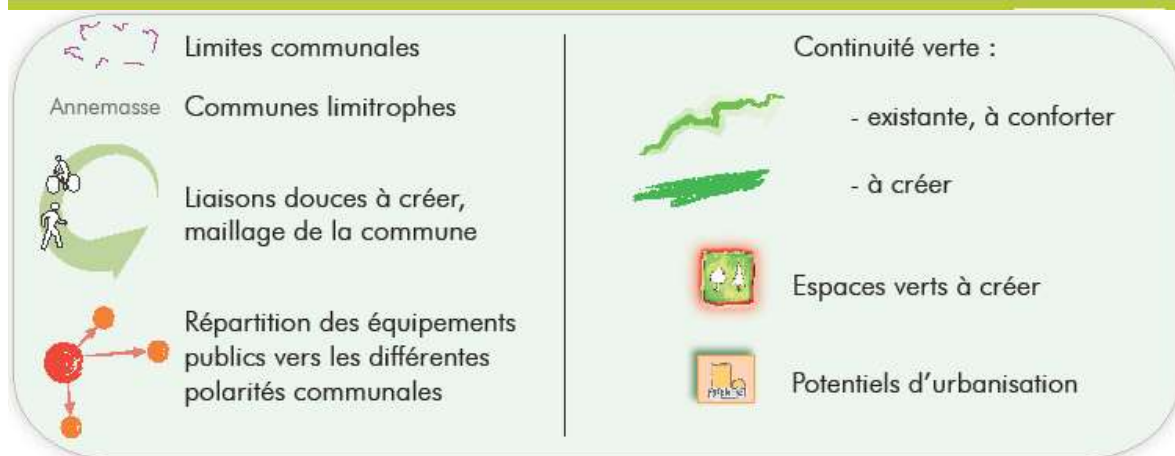 Limites communales
Annemasse
Communes limitrophes
Liaisons douces à créer,
maillage de la commune
Répartition des équipements
publics vers les différentes
polarités communales
Continuité verte :
- existante, à conforter
- à créer
Espaces verts à créer
Potentiels d'urbanisation